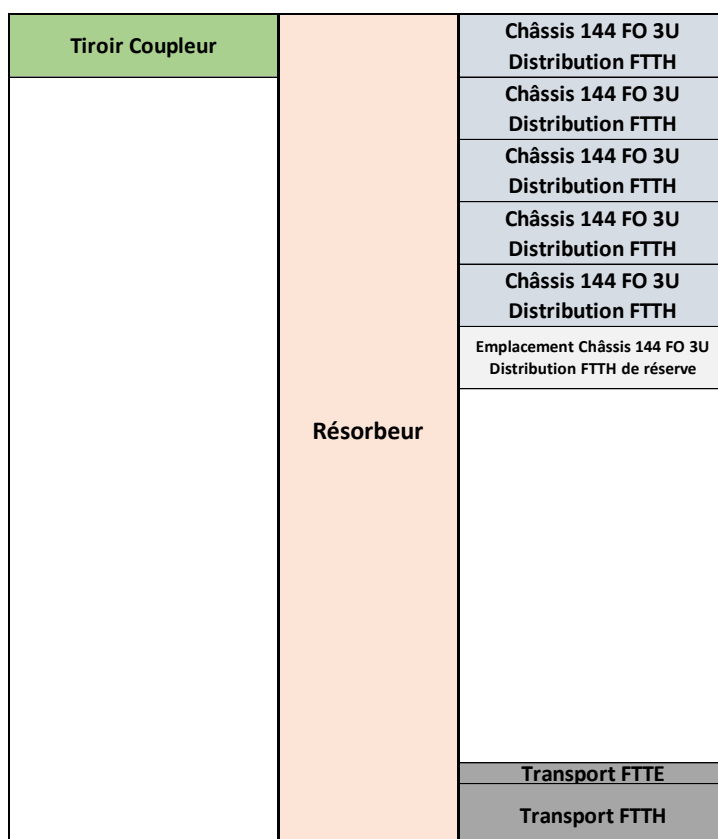 Tiroir Coupleur
Résorbeur
Châssis 144 FO 3U
Distribution FTTH
Châssis 144 FO 3U
Distribution FTTH
Châssis 144 FO 3U
Distribution FTTH
Châssis 144 FO 3U
Distribution FTTH
Châssis 144 FO 3U
Distribution FTTH
Emplacement Châssis 144 FO 3U
Distribution FTTH de réserve
Transport FTTE
Transport FTTH